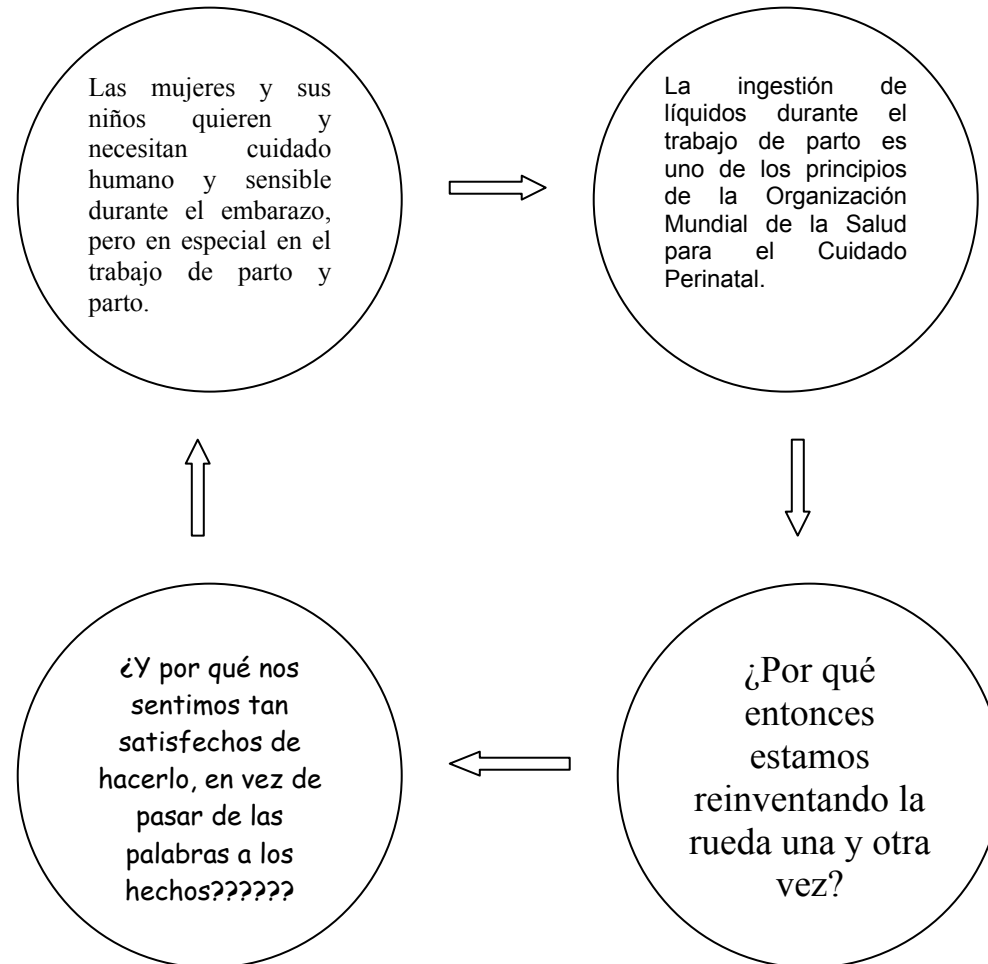 Las mujeres y sus
niños quieren y
necesitan cuidado
humano y sensible
durante el embarazo,
pero en especial en el
trabajo de parto y
parto.
La ingestión de
líquidos durante el
trabajo de parto es
uno de los principios
de la Organización
Mundial de la Salud
para el Cuidado
Perinatal.
¿Por qué
entonces
estamos
reinventando la
rueda una y otra
vez?
¿Y por qué nos
sentimos tan
satisfechos de
hacerlo, en vez de
pasar de las
palabras a los
hechos??????